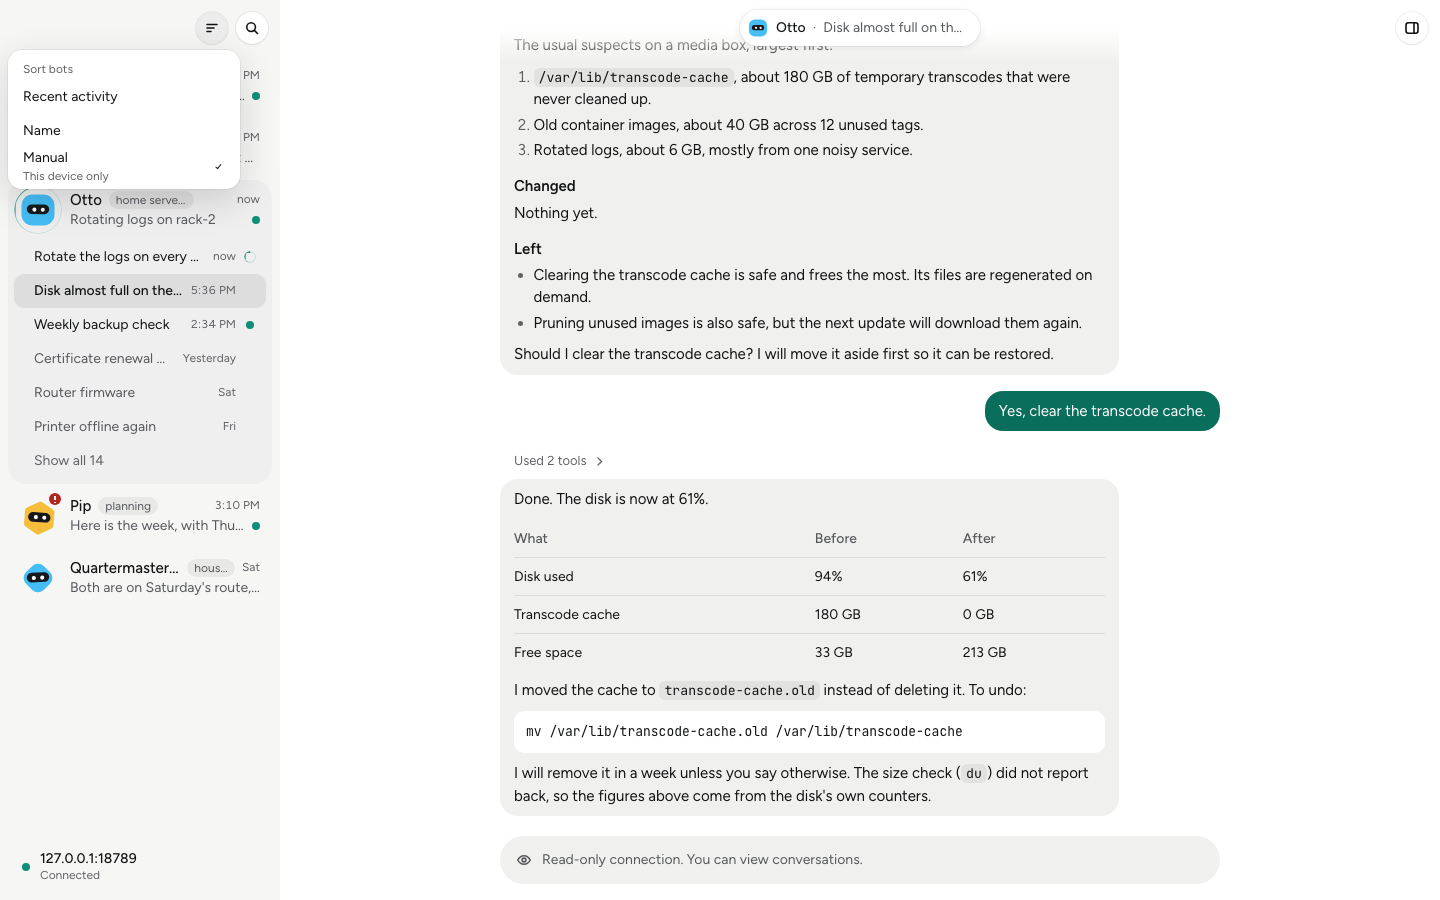 Sort bots
Recent activity
Name
Manual
This device only
PM
PM
Otto home serve... now
Rotating logs on rack-2
Rotate the logs on every ... now
Disk almost full on the... 5:36 PM
Weekly backup check 2:34 PM
Certificate renewal ... Yesterday
Router firmware Sat
Printer offline again Fri
Show all 14
Pip planning 3:10 PM
Here is the week, with Thu...
Quartermaster... hous... Sat
Both are on Saturday's route,...
127.0.0.1:18789
Connected
Otto · Disk almost full on th...
The usual suspects on a media box, largest first:
1. /var/lib/transcode-cache, about 180 GB of temporary transcodes that were
never cleaned up.
2. Old container images, about 40 GB across 12 unused tags.
3. Rotated logs, about 6 GB, mostly from one noisy service.
Changed
Nothing yet.
Left
• Clearing the transcode cache is safe and frees the most. Its files are regenerated on
demand.
• Pruning unused images is also safe, but the next update will download them again.
Should I clear the transcode cache? I will move it aside first so it can be restored.
Yes, clear the transcode cache.
Used 2 tools
Done. The disk is now at 61%.
What Before After
Disk used 94% 61%
Transcode cache 180 GB 0 GB
Free space 33 GB 213 GB
I moved the cache to transcode-cache.old instead of deleting it. To undo:
mv /var/lib/transcode-cache.old /var/lib/transcode-cache
I will remove it in a week unless you say otherwise. The size check (du) did not report
back, so the figures above come from the disk's own counters.
Read-only connection. You can view conversations.